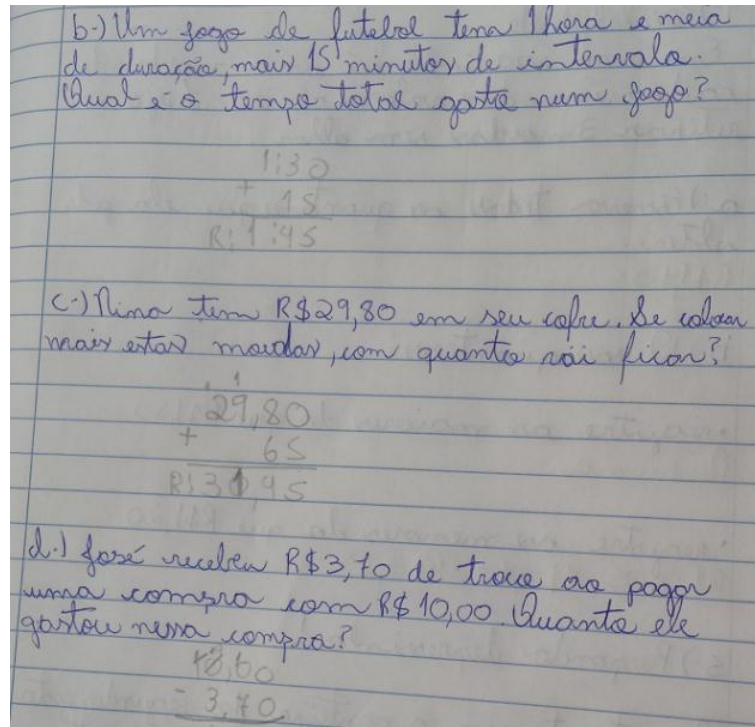 b-) Um jogo de futebol tem 1 hora e meia
de duração, mais 15 minutos de intervalo.
Qual é o tempo total gasto num jogo?
1:30
+ 15
R: 1:45
c-) Nina tem R$29,80 em seu cofre. Se colocar
mais estas moedas, com quanto vai ficar?
1 1
29,80
+ 65
R: 30,45
d-) José recebeu R$3,70 de troco ao pagar
uma compra com R$10,00. Quanto ele
gastou nessa compra?
- 3,70